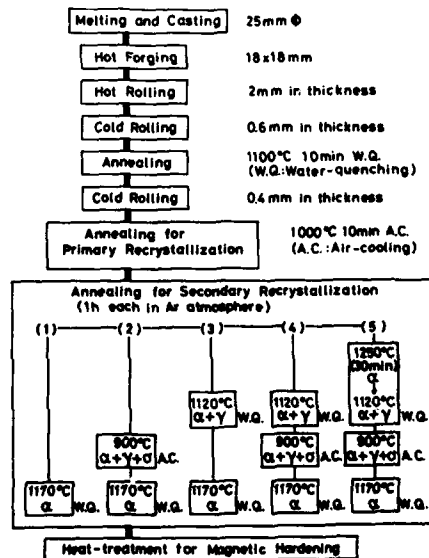 Melting and Casting 25mm Φ
Hot Forging 18x18mm
Hot Rolling 2mm in thickness
Cold Rolling 0.6mm in thickness
Annealing 1100°C 10min W.Q.
(W.Q.:Water-quenching)
Cold Rolling 0.4mm in thickness
Annealing for
Primary Recrystallization
1000°C 10min A.C.
(A.C.:Air-cooling)
Annealing for Secondary Recrystallization
(1h each in Ar atmosphere)
(1) (2) (3) (4) (5)
1250°C
(30min)
α
1120°C 1120°C 1120°C
α+γ W.Q. α+γ W.Q. α+γ W.Q.
900°C 900°C 900°C
α+γ+σ A.C. α+γ+σ A.C. α+γ+σ A.C.
1170°C 1170°C 1170°C 1170°C 1170°C
α W.Q. α W.Q. α W.Q. α W.Q. α W.Q.
Heat-treatment for Magnetic Hardening